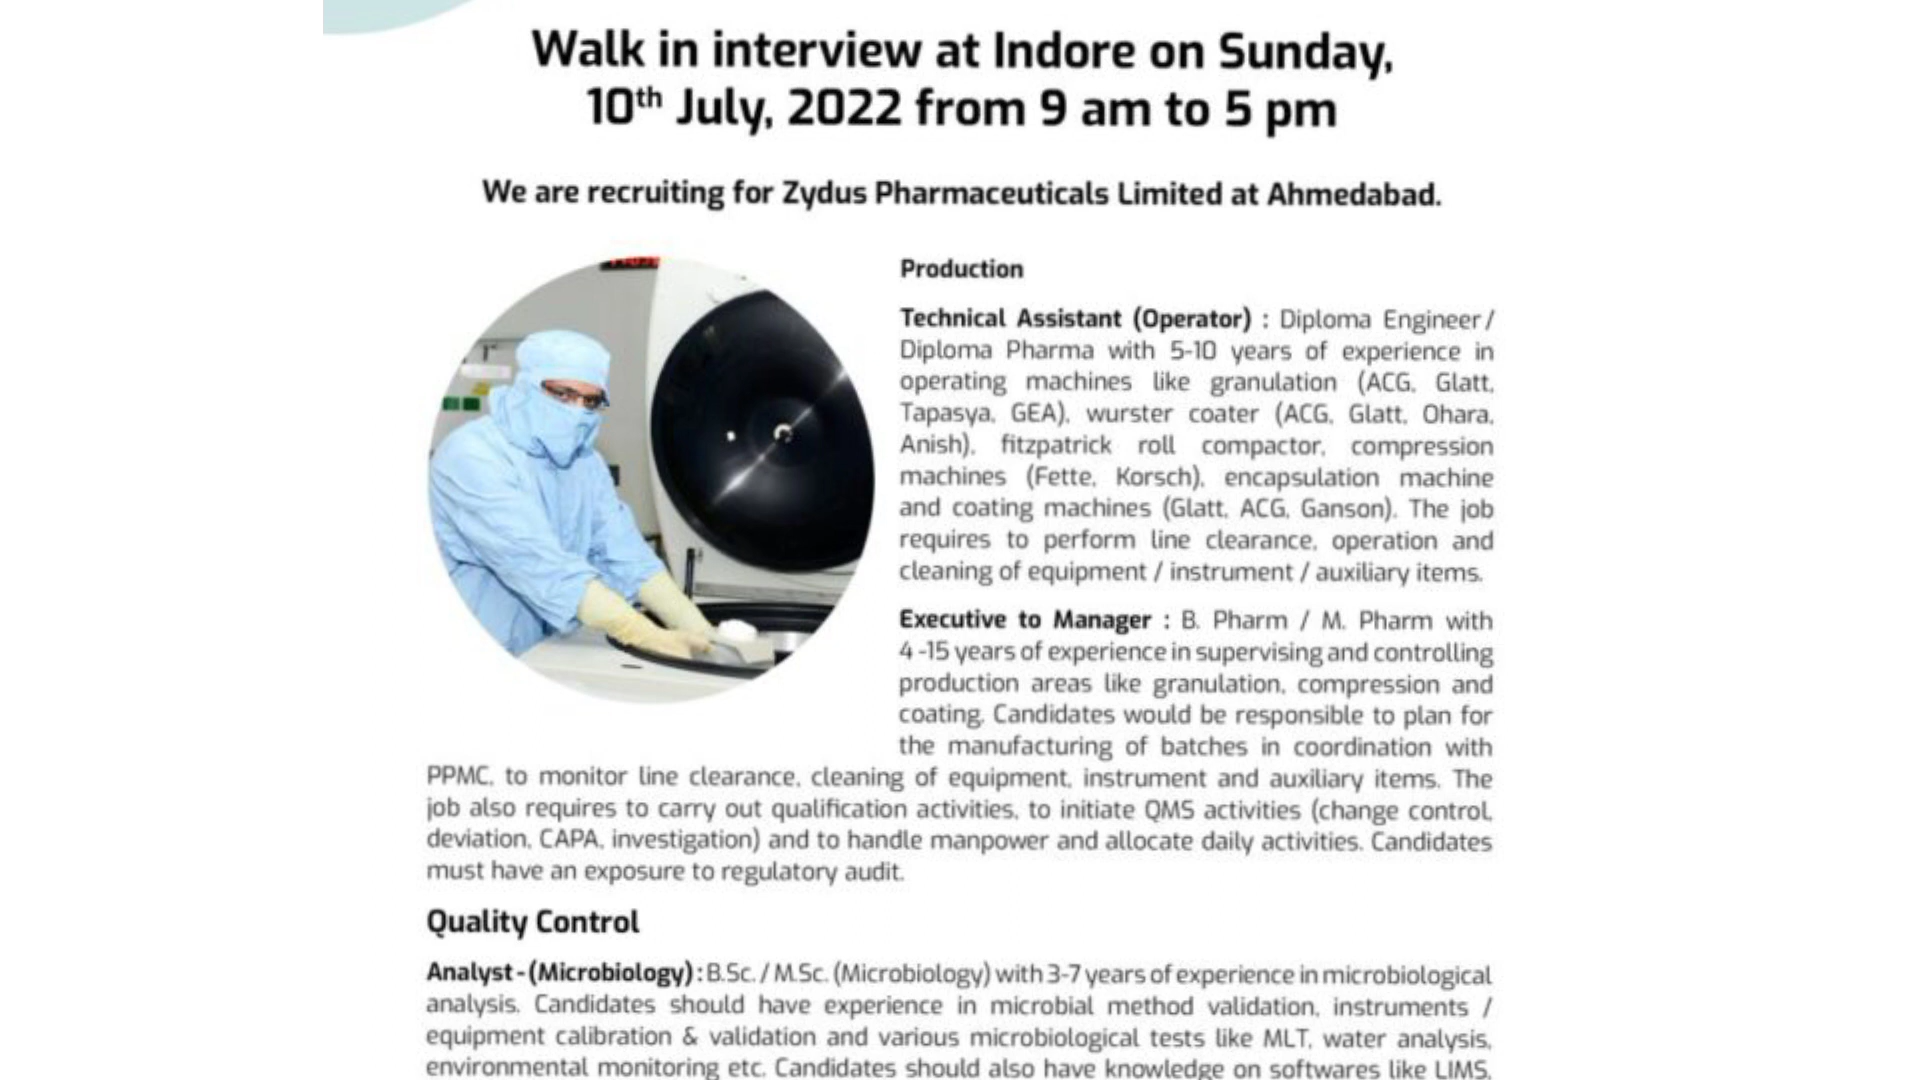 Walk in interview at Indore on Sunday,
10th July, 2022 from 9 am to 5 pm
We are recruiting for Zydus Pharmaceuticals Limited at Ahmedabad.
Production
Technical Assistant (Operator) : Diploma Engineer/
Diploma Pharma with 5-10 years of experience in
operating machines like granulation (ACG, Glatt,
Tapasya, GEA), wurster coater (ACG, Glatt, Ohara,
Anish), fitzpatrick roll compactor, compression
machines (Fette, Korsch), encapsulation machine
and coating machines (Glatt, ACG, Ganson). The job
requires to perform line clearance, operation and
cleaning of equipment / instrument / auxiliary items.
Executive to Manager : B. Pharm / M. Pharm with
4 -15 years of experience in supervising and controlling
production areas like granulation, compression and
coating. Candidates would be responsible to plan for
the manufacturing of batches in coordination with
PPMC, to monitor line clearance, cleaning of equipment, instrument and auxiliary items. The
job also requires to carry out qualification activities, to initiate QMS activities (change control,
deviation, CAPA, investigation) and to handle manpower and allocate daily activities. Candidates
must have an exposure to regulatory audit.
Quality Control
Analyst - (Microbiology) : B.Sc. / M.Sc. (Microbiology) with 3-7 years of experience in microbiological
analysis. Candidates should have experience in microbial method validation, instruments /
equipment calibration & validation and various microbiological tests like MLT, water analysis,
environmental monitoring etc. Candidates should also have knowledge on softwares like LIMS,